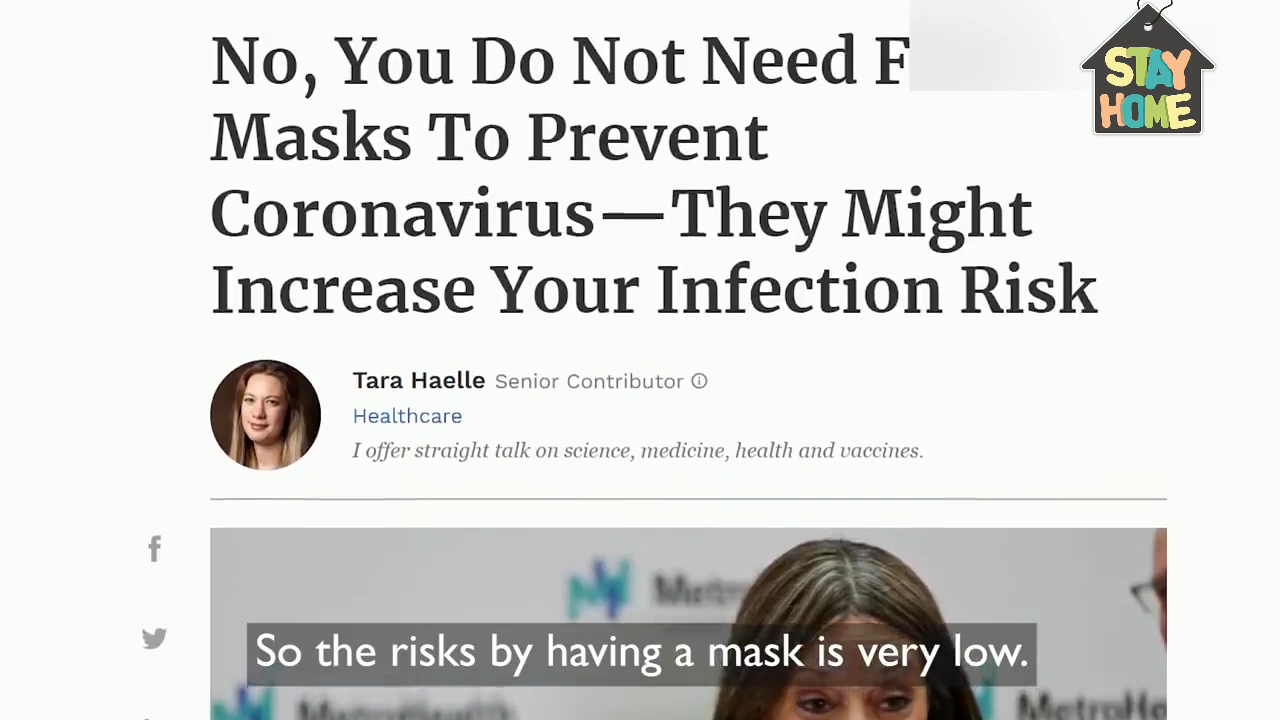 No, You Do Not Need F
Masks To Prevent
Coronavirus—They Might
Increase Your Infection Risk
STAY
HOME
Tara Haelle Senior Contributor
Healthcare
I offer straight talk on science, medicine, health and vaccines.
So the risks by having a mask is very low.
MetroHealth